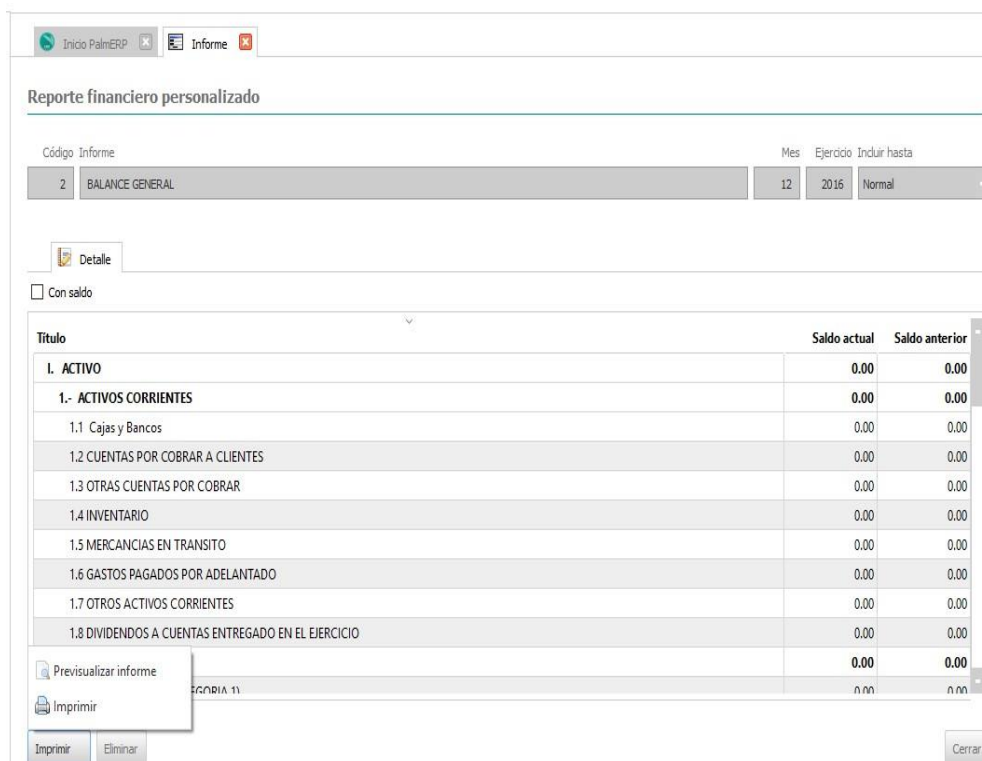 Inicio PalmERP Informe
Reporte financiero personalizado
Código Informe Mes Ejercicio Incluir hasta
2 BALANCE GENERAL 12 2016 Normal
Detalle
Con saldo
Título Saldo actual Saldo anterior
I. ACTIVO 0.00 0.00
1.- ACTIVOS CORRIENTES 0.00 0.00
1.1 Cajas y Bancos 0.00 0.00
1.2 CUENTAS POR COBRAR A CLIENTES 0.00 0.00
1.3 OTRAS CUENTAS POR COBRAR 0.00 0.00
1.4 INVENTARIO 0.00 0.00
1.5 MERCANCIAS EN TRANSITO 0.00 0.00
1.6 GASTOS PAGADOS POR ADELANTADO 0.00 0.00
1.7 OTROS ACTIVOS CORRIENTES 0.00 0.00
1.8 DIVIDENDOS A CUENTAS ENTREGADO EN EL EJERCICIO 0.00 0.00
0.00 0.00
Previsualizar informe
EGORIA 1) 0.00 0.00
Imprimir
Imprimir Eliminar Cerrar